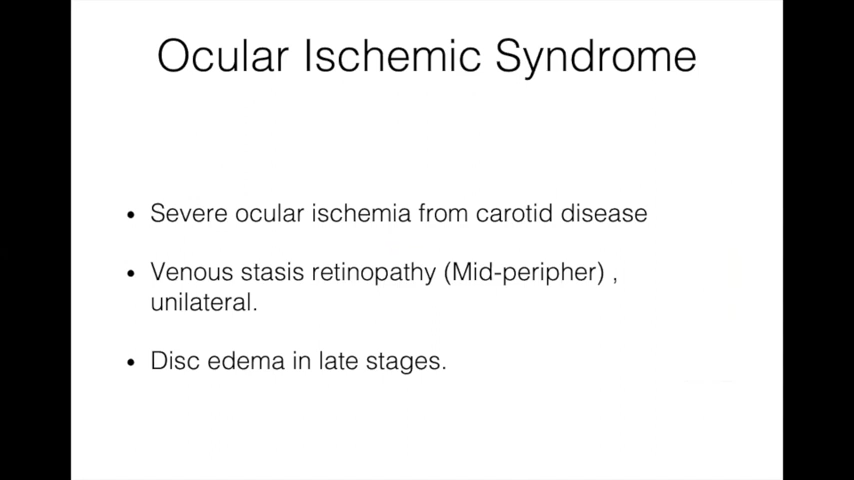 Ocular Ischemic Syndrome
• Severe ocular ischemia from carotid disease
• Venous stasis retinopathy (Mid-peripher) ,
unilateral.
• Disc edema in late stages.